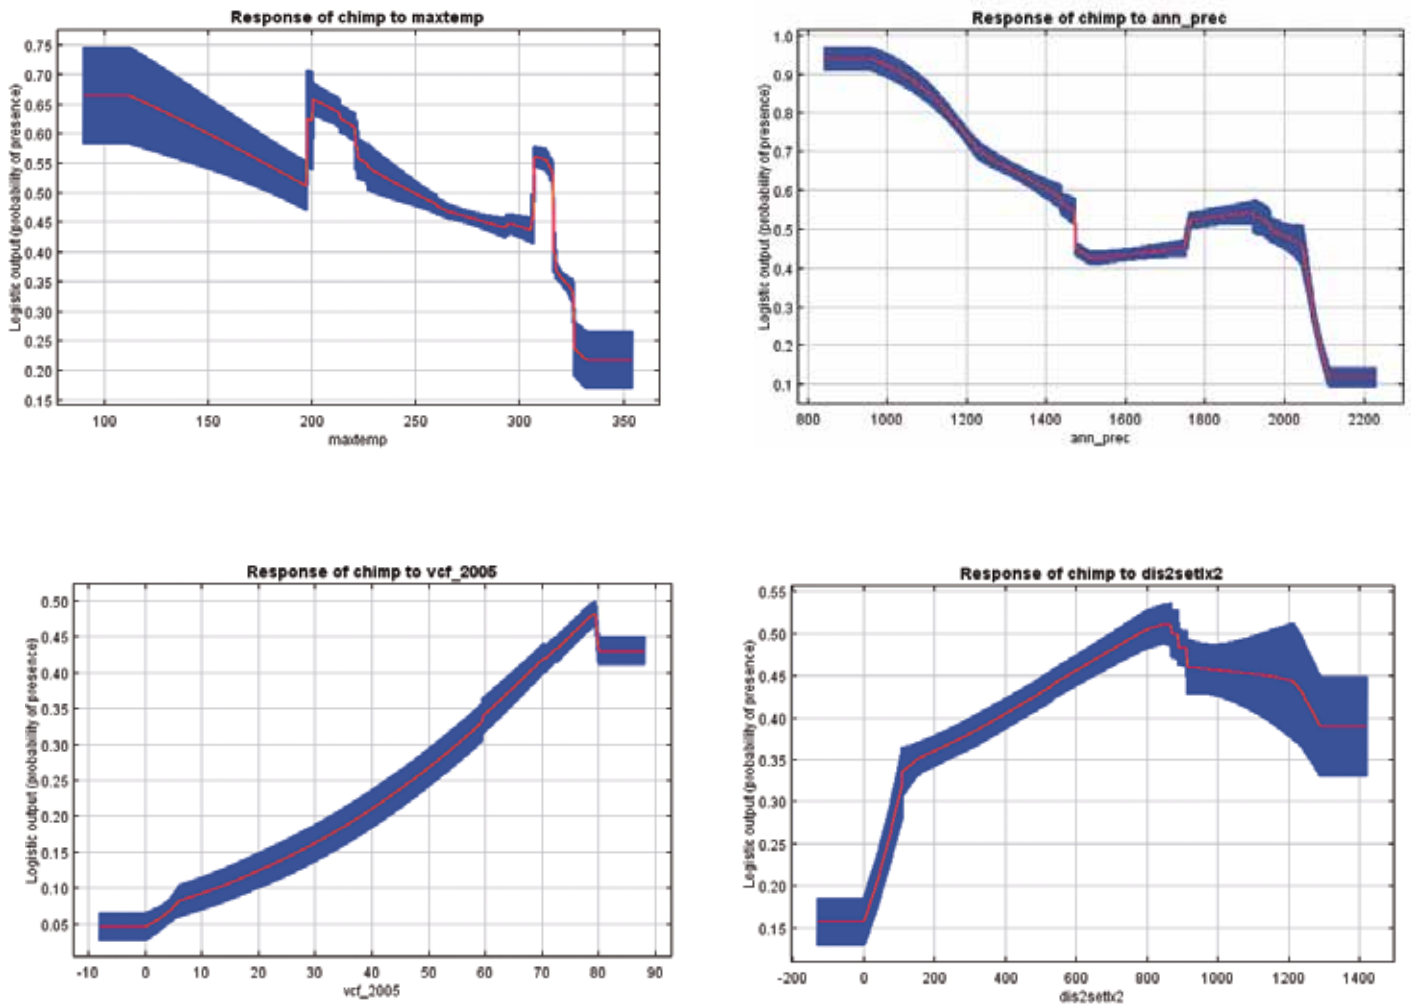 Response of chimp to maxtemp
Logistic output (probability of presence)
0.75
0.70
0.65
0.60
0.55
0.50
0.45
0.40
0.35
0.30
0.25
0.20
0.15
100 150 200 250 300 350
maxtemp
Response of chimp to ann_prec
Logistic output (probability of presence)
1.0
0.9
0.8
0.7
0.6
0.5
0.4
0.3
0.2
0.1
800 1000 1200 1400 1600 1800 2000 2200
ann_prec
Response of chimp to vcf_2005
Logistic output (probability of presence)
0.50
0.45
0.40
0.35
0.30
0.25
0.20
0.15
0.10
0.05
-10 0 10 20 30 40 50 60 70 80 90
vcf_2005
Response of chimp to dis2setlx2
Logistic output (probability of presence)
0.55
0.50
0.45
0.40
0.35
0.30
0.25
0.20
0.15
-200 0 200 400 600 800 1000 1200 1400
dis2setlx2